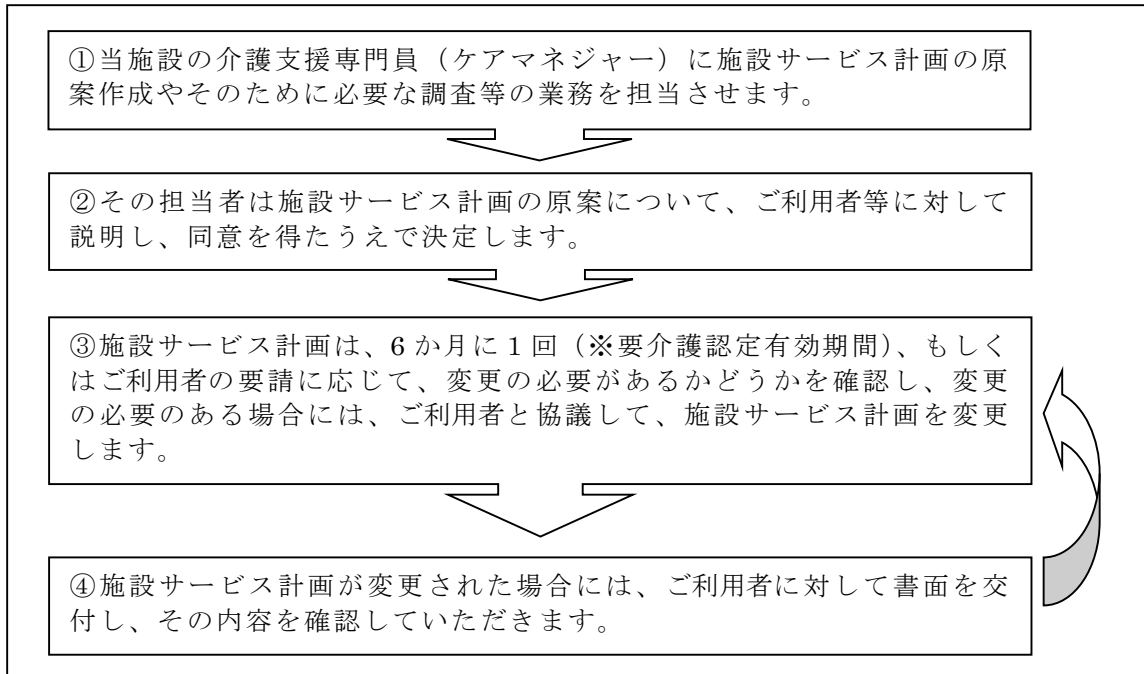 ①当施設の介護支援専門員（ケアマネジャー）に施設サービス計画の原
案作成やそのために必要な調査等の業務を担当させます。
②その担当者は施設サービス計画の原案について、ご利用者等に対して
説明し、同意を得たうえで決定します。
③施設サービス計画は、6 か月に 1 回（※要介護認定有効期間）、もしく
はご利用者の要請に応じて、変更の必要があるかどうかを確認し、変更
の必要のある場合には、ご利用者と協議して、施設サービス計画を変更
します。
④施設サービス計画が変更された場合には、ご利用者に対して書面を交
付し、その内容を確認していただきます。